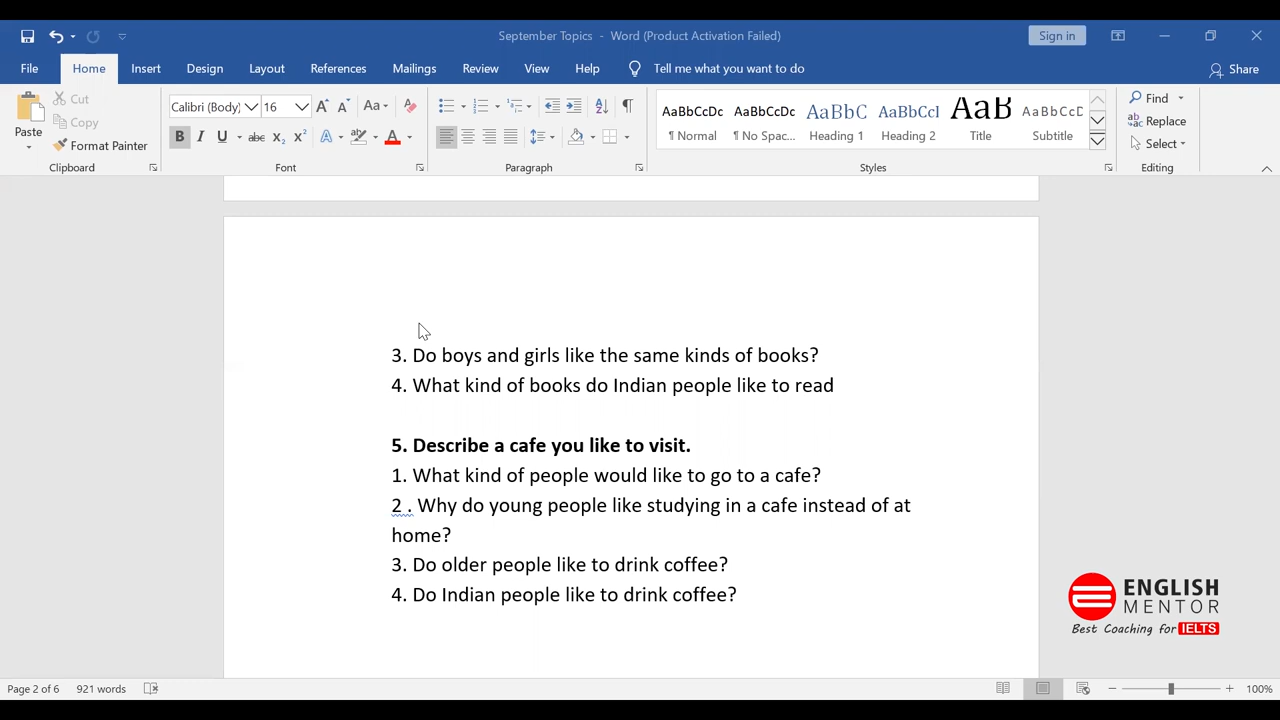 September Topics - Word (Product Activation Failed)
Sign in
File Home Insert Design Layout References Mailings Review View Help Tell me what you want to do Share
Paste
Cut
Copy
Format Painter
Clipboard
Calibri (Body) 16
Font
Paragraph
AaBbCcDc AaBbCcDc AaBbC AaBbCcI AaB AaBbCcD
¶ Normal ¶ No Spac... Heading 1 Heading 2 Title Subtitle
Styles
Find
Replace
Select
Editing
3. Do boys and girls like the same kinds of books?
4. What kind of books do Indian people like to read
5. Describe a cafe you like to visit.
1. What kind of people would like to go to a cafe?
2 . Why do young people like studying in a cafe instead of at
home?
3. Do older people like to drink coffee?
4. Do Indian people like to drink coffee?
ENGLISH
MENTOR
Best Coaching for IELTS
Page 2 of 6 921 words 100%